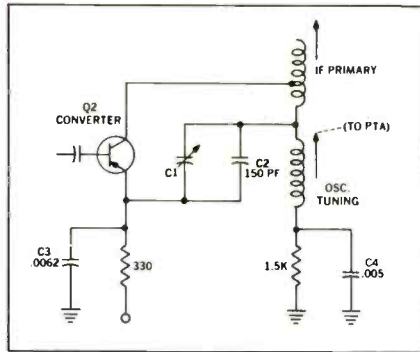 IF PRIMARY
Q2
CONVERTER
(TO PTA)
C1
C2
150 PF
OSC.
TUNING
C3
.0062
330
1.5K
C4
.005